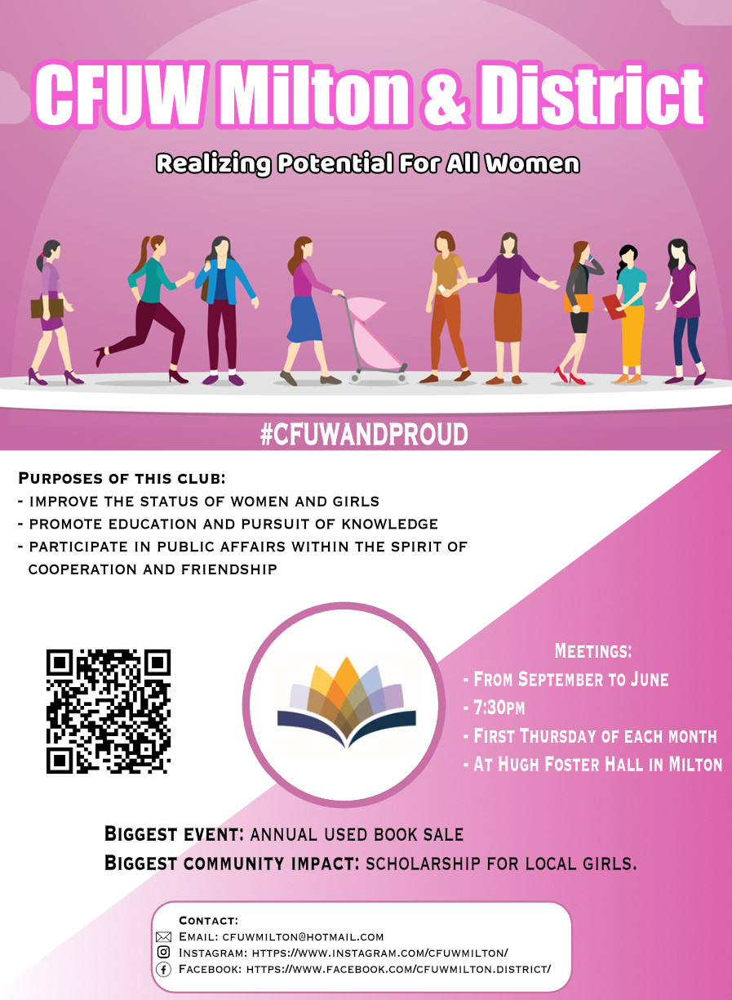 CFUW Milton & District
Realizing Potential For All Women
#CFUWANDPROUD
PURPOSES OF THIS CLUB:
- IMPROVE THE STATUS OF WOMEN AND GIRLS
- PROMOTE EDUCATION AND PURSUIT OF KNOWLEDGE
- PARTICIPATE IN PUBLIC AFFAIRS WITHIN THE SPIRIT OF
COOPERATION AND FRIENDSHIP
MEETINGS:
- FROM SEPTEMBER TO JUNE
- 7:30PM
- FIRST THURSDAY OF EACH MONTH
- AT HUGH FOSTER HALL IN MILTON
BIGGEST EVENT: ANNUAL USED BOOK SALE
BIGGEST COMMUNITY IMPACT: SCHOLARSHIP FOR LOCAL GIRLS.
CONTACT:
EMAIL: CFUWMILTON@HOTMAIL.COM
INSTAGRAM: HTTPS://WWW.INSTAGRAM.COM/CFUWMILTON/
FACEBOOK: HTTPS://WWW.FACEBOOK.COM/CFUWMILTON.DISTRICT/